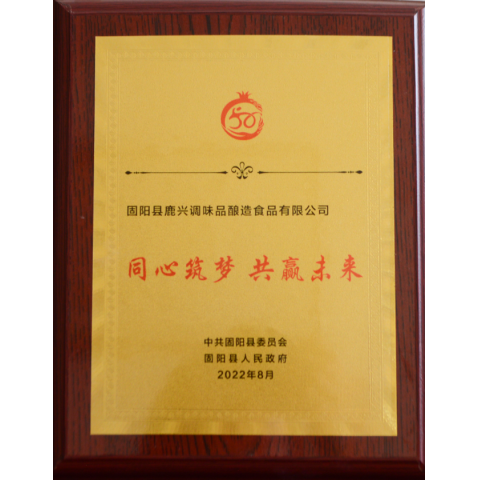 50
固阳县鹿兴调味品酿造食品有限公司
同心筑梦 共赢未来
中共固阳县委员会
固阳县人民政府
2022年8月